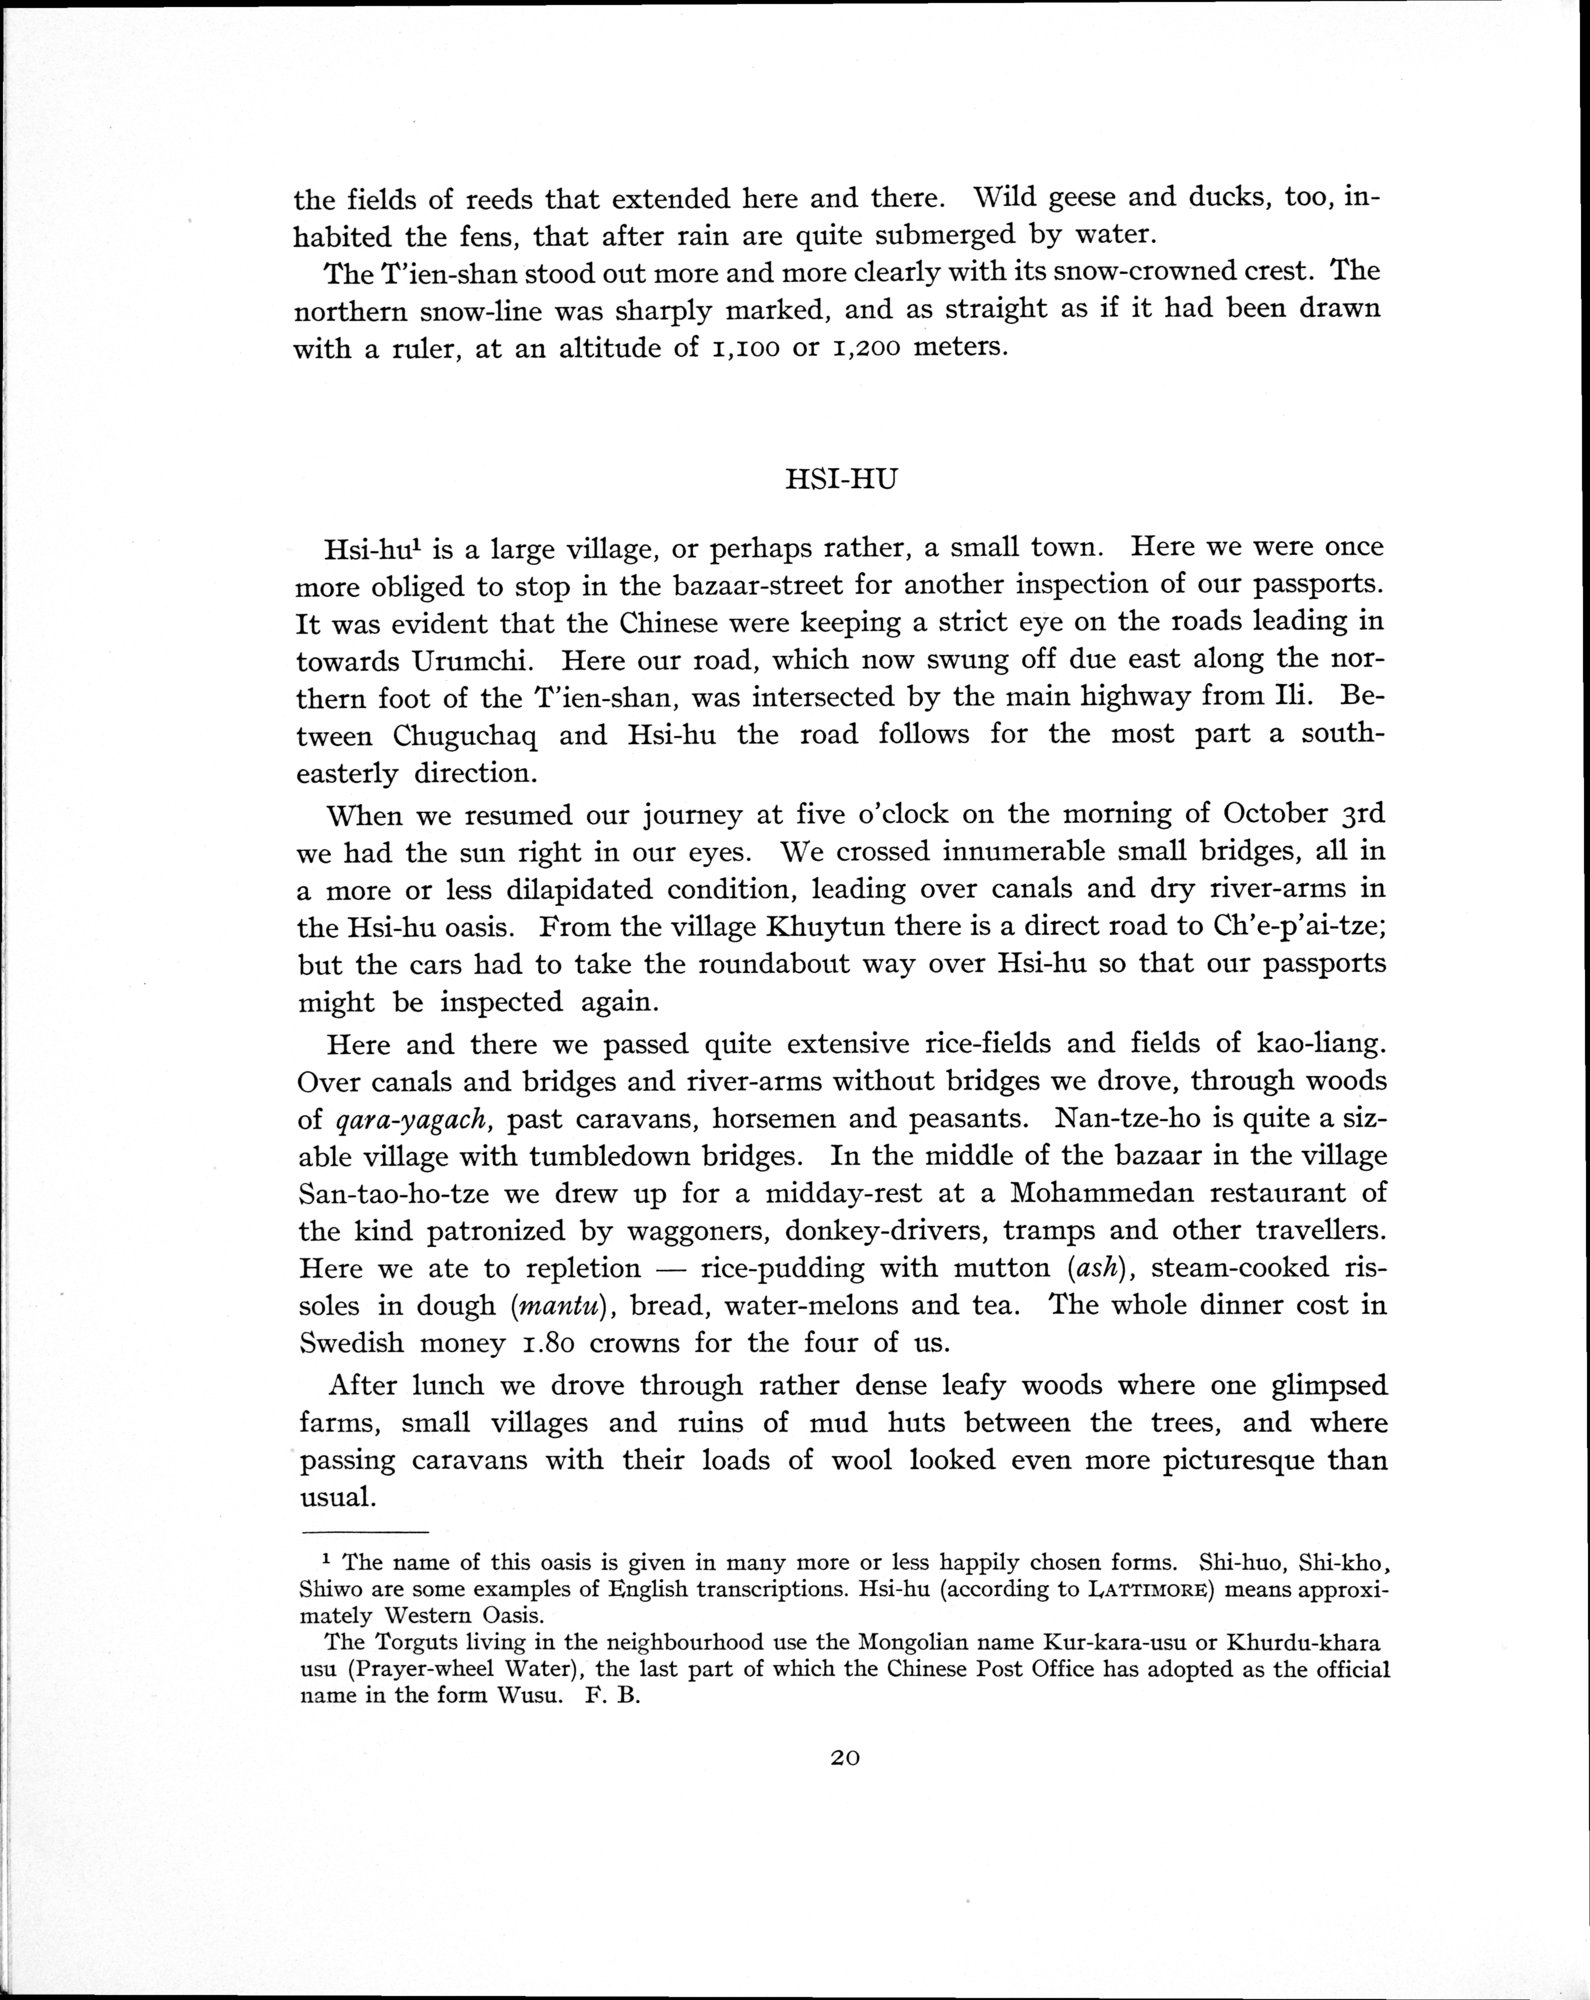 the fields of reeds that extended here and there. Wild geese and ducks, too, in-
habited the fens, that after rain are quite submerged by water.
The T'ien-shan stood out more and more clearly with its snow-crowned crest. The
northern snow-line was sharply marked, and as straight as if it had been drawn
with a ruler, at an altitude of 1,100 or 1,200 meters.
HSI-HU
Hsi-hu¹ is a large village, or perhaps rather, a small town. Here we were once
more obliged to stop in the bazaar-street for another inspection of our passports.
It was evident that the Chinese were keeping a strict eye on the roads leading in
towards Urumchi. Here our road, which now swung off due east along the nor-
thern foot of the T'ien-shan, was intersected by the main highway from Ili. Be-
tween Chuguchaq and Hsi-hu the road follows for the most part a south-
easterly direction.
When we resumed our journey at five o'clock on the morning of October 3rd
we had the sun right in our eyes. We crossed innumerable small bridges, all in
a more or less dilapidated condition, leading over canals and dry river-arms in
the Hsi-hu oasis. From the village Khuytun there is a direct road to Ch'e-p'ai-tze;
but the cars had to take the roundabout way over Hsi-hu so that our passports
might be inspected again.
Here and there we passed quite extensive rice-fields and fields of kao-liang.
Over canals and bridges and river-arms without bridges we drove, through woods
of qara-yagach, past caravans, horsemen and peasants. Nan-tze-ho is quite a siz-
able village with tumbledown bridges. In the middle of the bazaar in the village
San-tao-ho-tze we drew up for a midday-rest at a Mohammedan restaurant of
the kind patronized by waggoners, donkey-drivers, tramps and other travellers.
Here we ate to repletion — rice-pudding with mutton (ash), steam-cooked ris-
soles in dough (mantu), bread, water-melons and tea. The whole dinner cost in
Swedish money 1.80 crowns for the four of us.
After lunch we drove through rather dense leafy woods where one glimpsed
farms, small villages and ruins of mud huts between the trees, and where
passing caravans with their loads of wool looked even more picturesque than
usual.
¹ The name of this oasis is given in many more or less happily chosen forms. Shi-huo, Shi-kho,
Shiwo are some examples of English transcriptions. Hsi-hu (according to LATTIMORE) means approxi-
mately Western Oasis.
The Torguts living in the neighbourhood use the Mongolian name Kur-kara-usu or Khurdu-khara
usu (Prayer-wheel Water), the last part of which the Chinese Post Office has adopted as the official
name in the form Wusu. F. B.
20